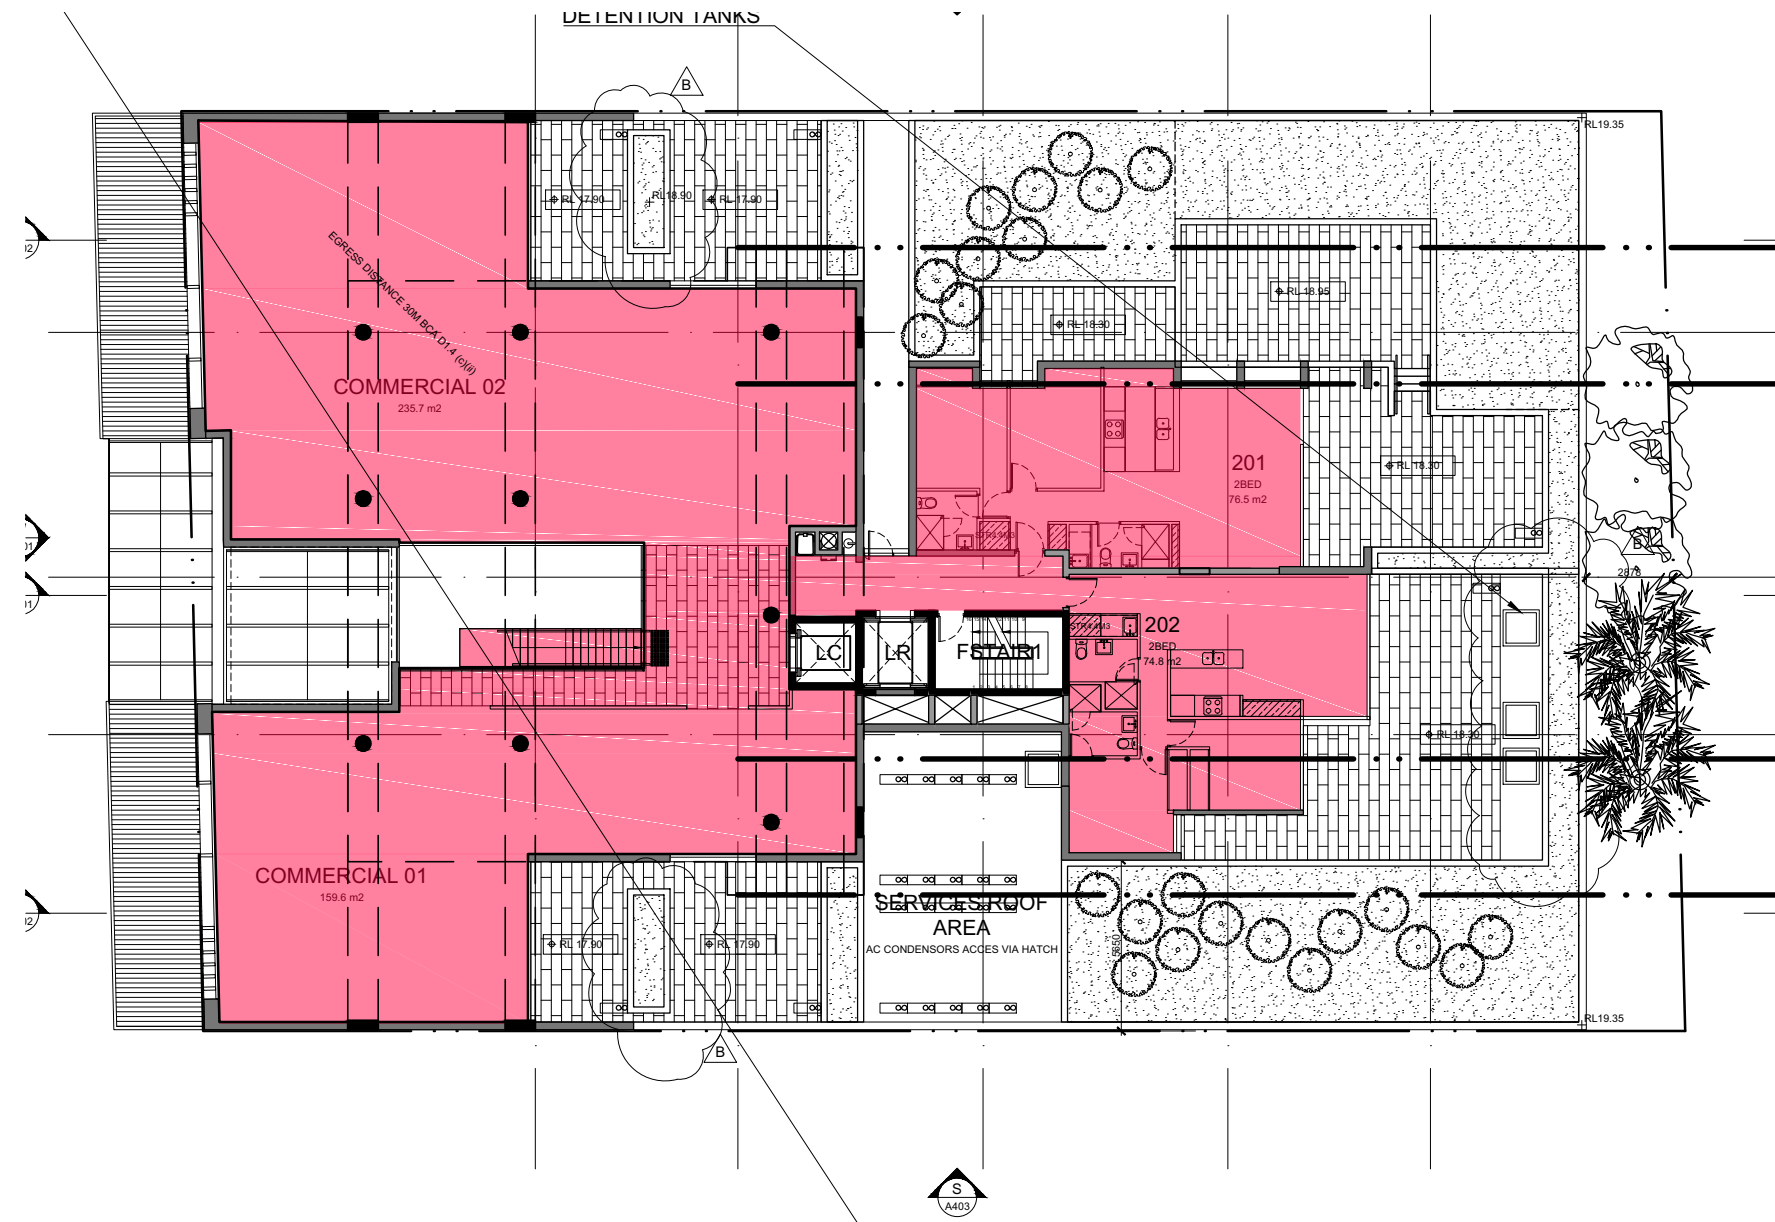 DETENTION TANKS
B
RL19.35
RL 17.90
RL18.90
RL 17.90
EGRESS DISTANCE 30M BCA D1.4 (c)(ii)
RL 18.95
RL 18.30
COMMERCIAL 02
235.7 m2
201
2BED
76.5 m2
RL 18.30
B
2878
202
2BED
74.8 m2
LC
LR
FSTAIR1
RL 18.30
COMMERCIAL 01
159.6 m2
SERVICES ROOF
AREA
AC CONDENSORS ACCES VIA HATCH
RL 17.90
RL 17.90
5650
RL19.35
B
S
A403